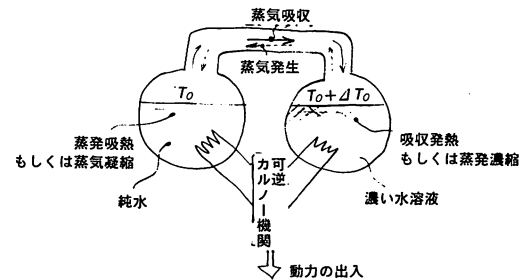 蒸気吸収
蒸気発生
T₀
T₀+ΔT₀
蒸発吸熱
もしくは蒸気凝縮
純水
吸収発熱
もしくは蒸発濃縮
濃い水溶液
可逆
カルノー機関
動力の出入